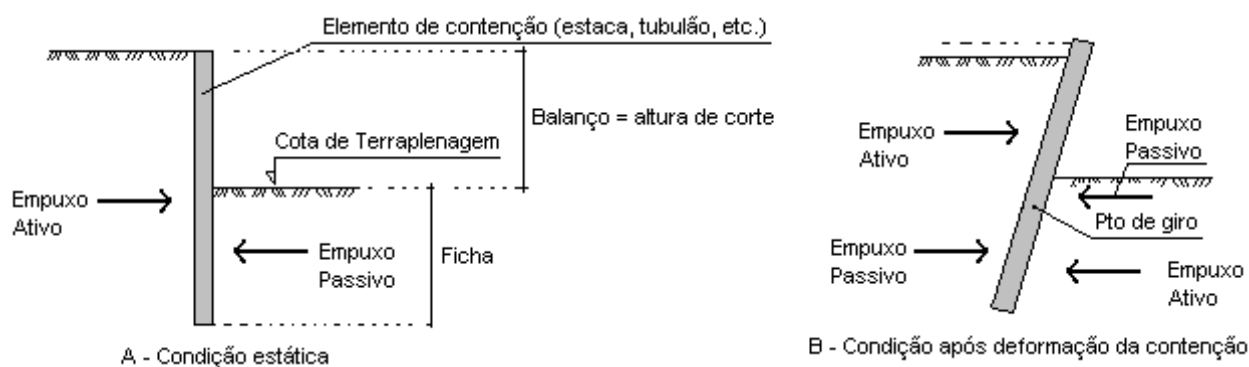 Elemento de contenção (estaca, tubulão, etc.)
Balanço = altura de corte
Cota de Terraplenagem
Empuxo
Ativo
Empuxo
Passivo
Ficha
A - Condição estática
Empuxo
Ativo
Empuxo
Passivo
Pto de giro
Empuxo
Passivo
Empuxo
Ativo
B - Condição após deformação da contenção